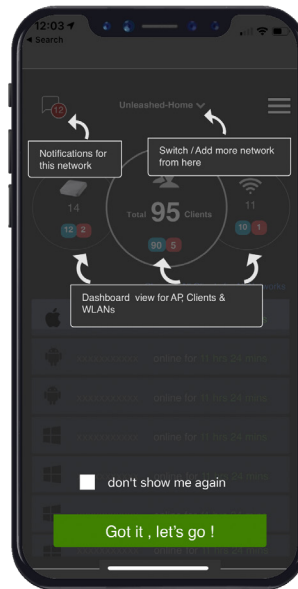 12:03
Search
12
Unleashed-Home
Notifications for
this network
Switch / Add more network
from here
14
Total 95 Clients
11
12 2
90 5
10 1
Dashboard view for AP, Clients &
WLANs
online for 11 hrs 24 mins
online for 11 hrs 24 mins
online for 11 hrs 24 mins
don't show me again
Got it , let's go !